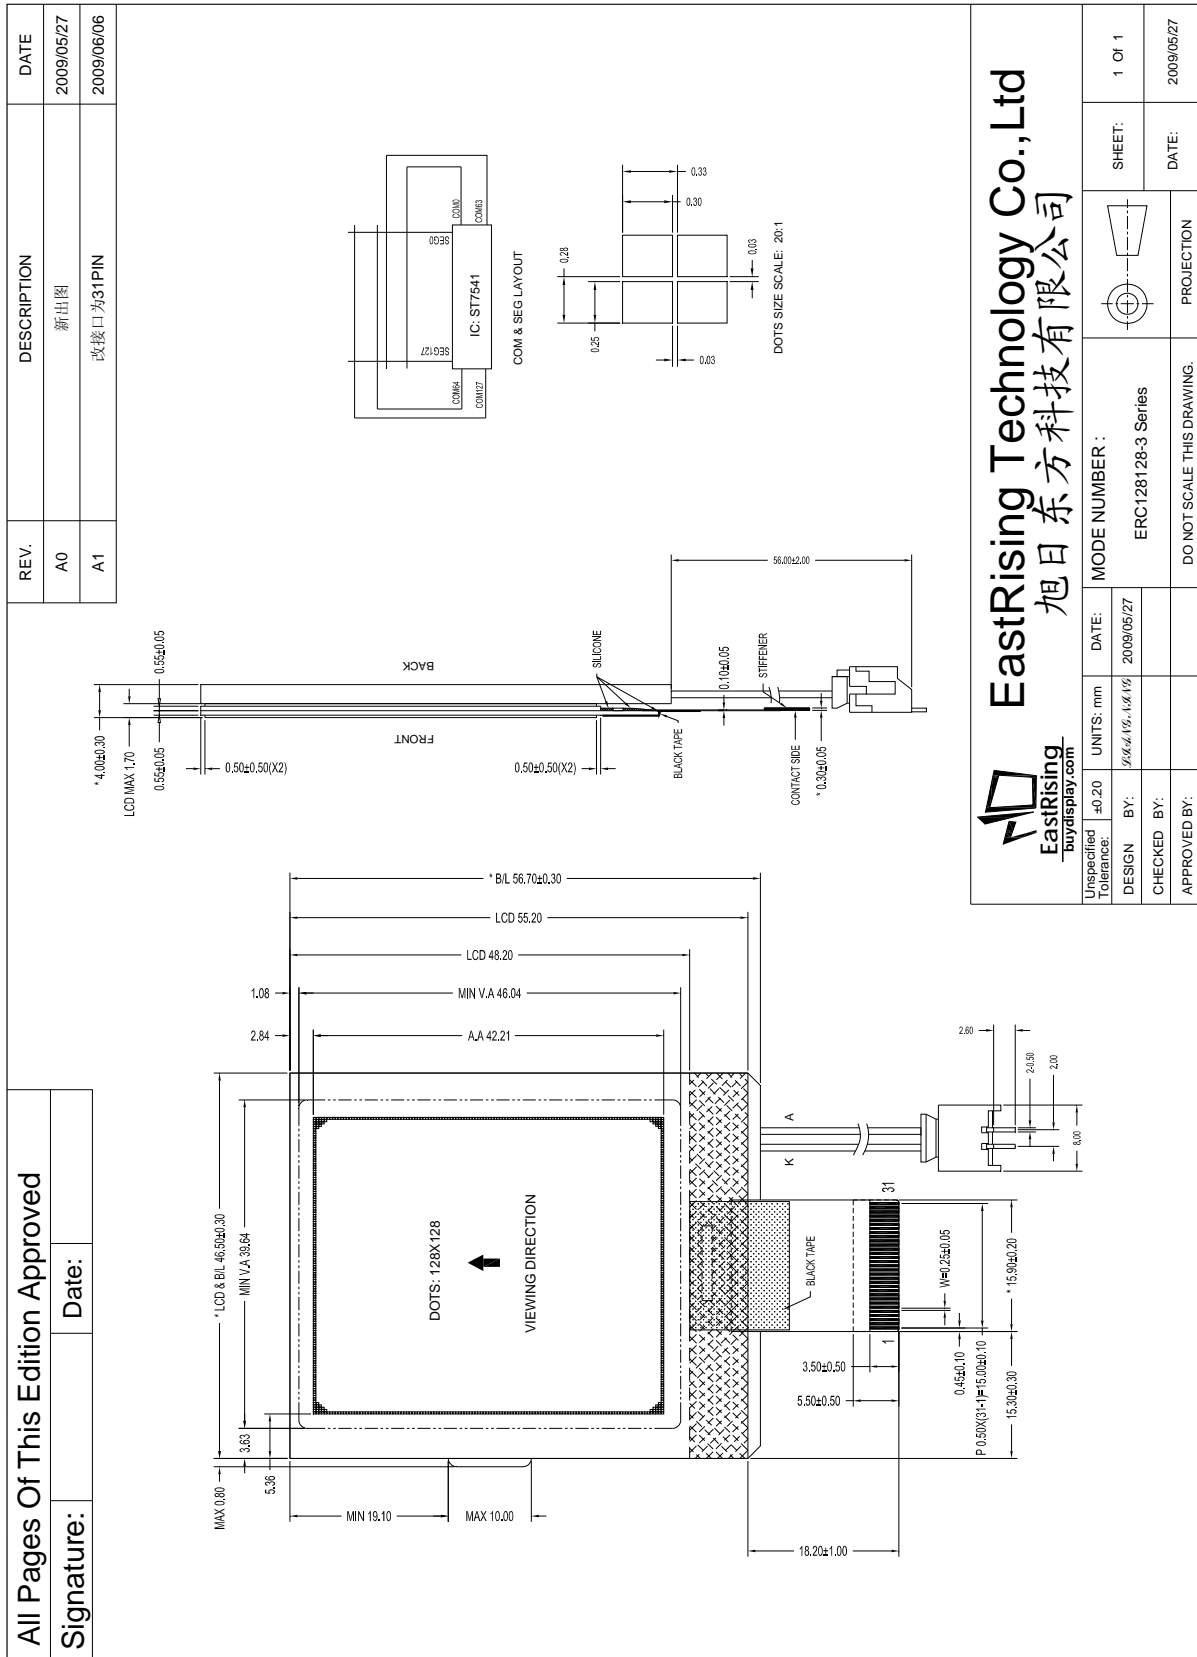 All Pages Of This Edition Approved
Signature:
Date:
REV.
DESCRIPTION
DATE
A0
新出图
2009/05/27
A1
改接口为31PIN
2009/06/06
* LCD & B/L 46.50±0.30
MIN V.A 39.64
MAX 0.80
3.63
5.36
1.08
2.84
MIN 19.10
MAX 10.00
DOTS: 128X128
VIEWING DIRECTION
A.A 42.21
MIN V.A 46.04
LCD 48.20
LCD 55.20
* B/L 56.70±0.30
K
A
BLACK TAPE
1
31
18.20±1.00
3.50±0.50
5.50±0.50
W=0.25±0.05
0.45±0.10
P 0.50X(31-1)=15.00±0.10
15.30±0.30
* 15.90±0.20
2.60
2-0.50
2.00
8.00
* 4.00±0.30
LCD MAX 1.70
0.55±0.05
0.55±0.05
FRONT
BACK
0.50±0.50(X2)
0.50±0.50(X2)
SILICONE
BLACK TAPE
0.10±0.05
STIFFENER
CONTACT SIDE
* 0.30±0.05
56.00±2.00
SEG127
SEG0
COM64
COM127
COM0
COM63
IC: ST7541
COM & SEG LAYOUT
0.28
0.25
0.33
0.30
0.03
0.03
DOTS SIZE SCALE: 20:1
EastRising
buydisplay.com
EastRising Technology Co.,Ltd
旭日东方科技有限公司
Unspecified Tolerance:
±0.20
UNITS: mm
DATE:
MODE NUMBER :
SHEET:
1 Of 1
DESIGN BY:
2009/05/27
ERC128128-3 Series
CHECKED BY:
APPROVED BY:
DO NOT SCALE THIS DRAWING.
PROJECTION
DATE:
2009/05/27